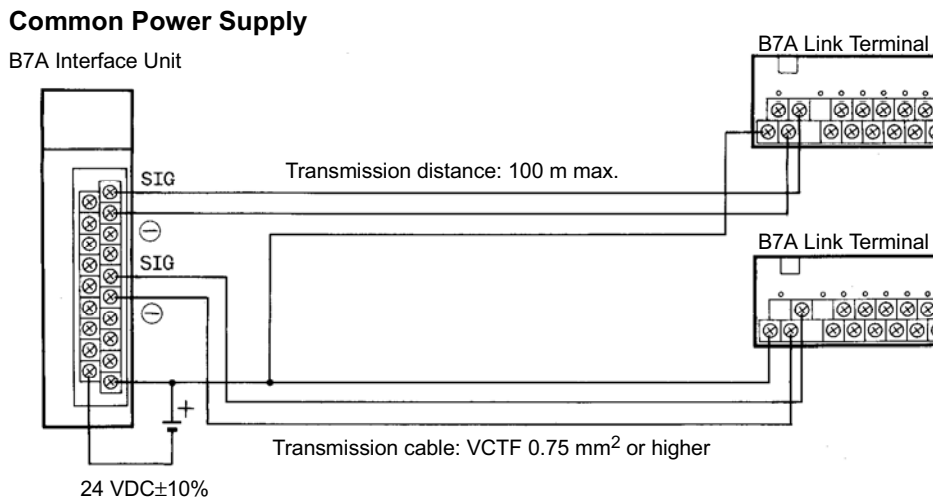 Common Power Supply
B7A Interface Unit
B7A Link Terminal
Transmission distance: 100 m max.
SIG
⊖
SIG
B7A Link Terminal
⊖
+
Transmission cable: VCTF 0.75 mm² or higher
24 VDC±10%